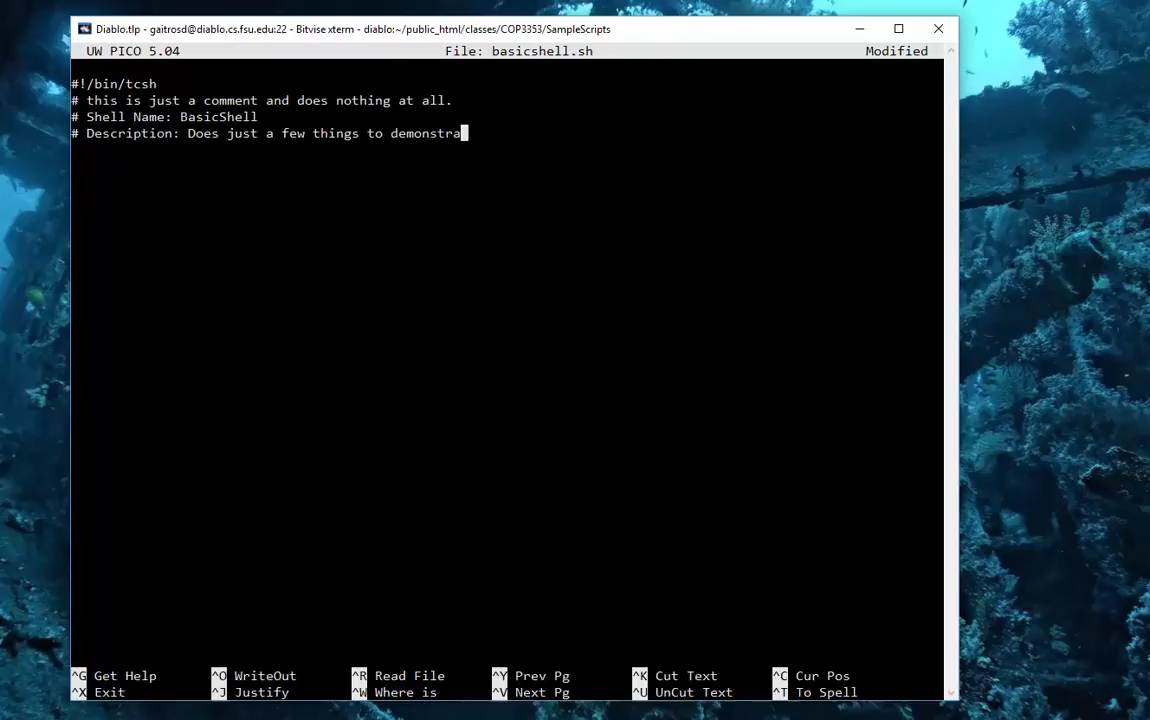 Diablo.tlp - gaitrosd@diablo.cs.fsu.edu:22 - Bitvise xterm - diablo:~/public_html/classes/COP3353/SampleScripts
UW PICO 5.04 File: basicshell.sh Modified
#!/bin/tcsh
# this is just a comment and does nothing at all.
# Shell Name: BasicShell
# Description: Does just a few things to demonstra
^G Get Help ^O WriteOut ^R Read File ^Y Prev Pg ^K Cut Text ^C Cur Pos
^X Exit ^J Justify ^W Where is ^V Next Pg ^U UnCut Text ^T To Spell